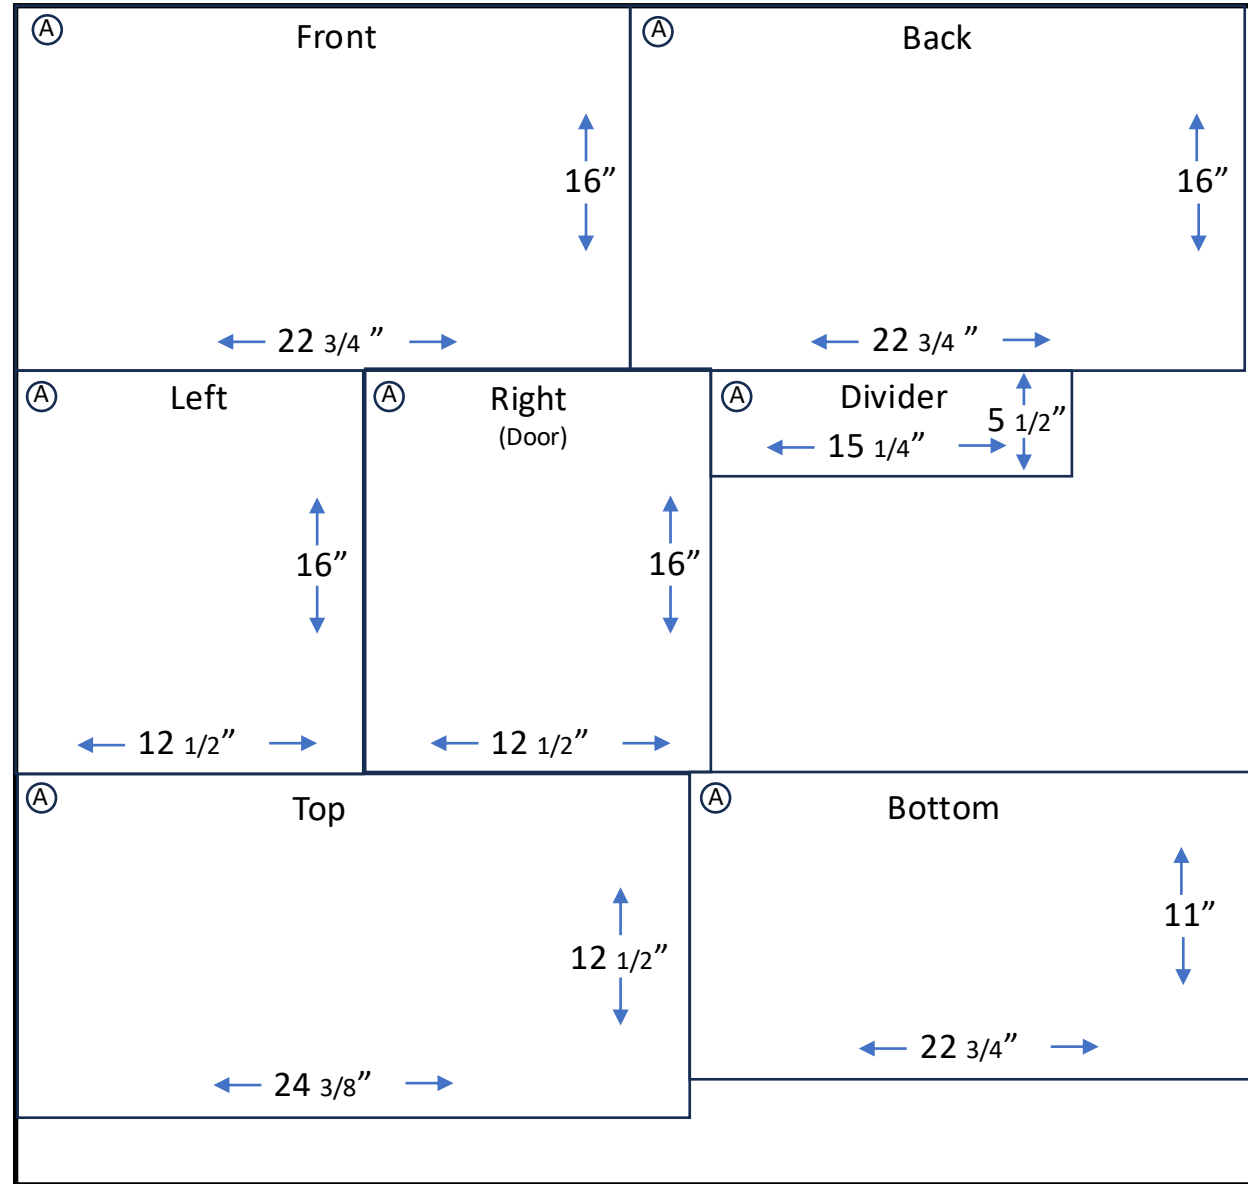 Ⓐ Front
16”
22 3/4 ”
Ⓐ Back
16”
22 3/4 ”
Ⓐ Left
16”
12 1/2”
Ⓐ Right
(Door)
16”
12 1/2”
Ⓐ Divider
5 1/2”
15 1/4”
Ⓐ Top
12 1/2”
24 3/8”
Ⓐ Bottom
11”
22 3/4”